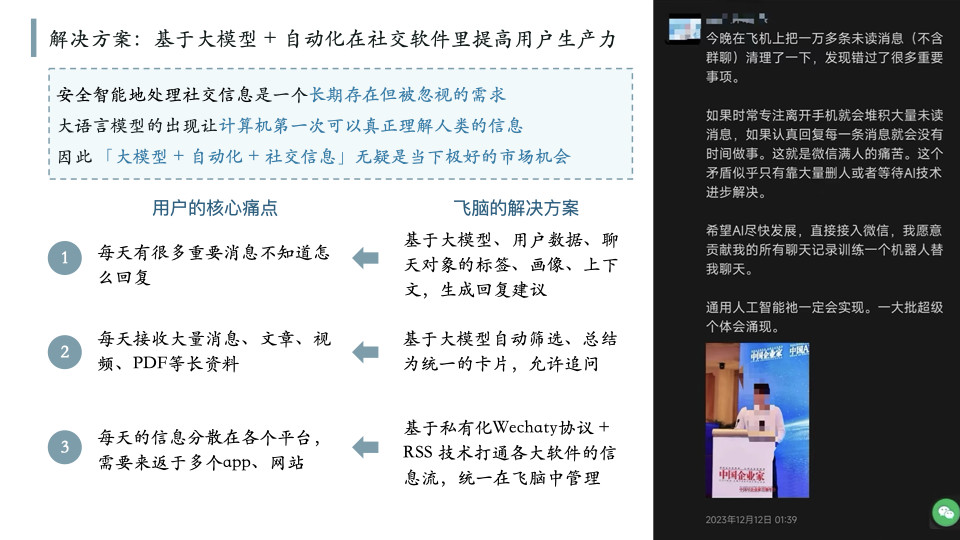 解决方案：基于大模型 + 自动化在社交软件里提高用户生产力
安全智能地处理社交信息是一个长期存在但被忽视的需求
大语言模型的出现让计算机第一次可以真正理解人类的信息
因此「大模型 + 自动化 + 社交信息」无疑是当下极好的市场机会
用户的核心痛点
飞脑的解决方案
1
每天有很多重要消息不知道怎
么回复
基于大模型、用户数据、聊
天对象的标签、画像、上下
文，生成回复建议
2
每天接收大量消息、文章、视
频、PDF等长资料
基于大模型自动筛选、总结
为统一的卡片，允许追问
3
每天的信息分散在各个平台，
需要来返于多个app、网站
基于私有化Wechaty协议 +
RSS 技术打通各大软件的信
息流，统一在飞脑中管理
今晚在飞机上把一万多条未读消息（不含
群聊）清理了一下，发现错过了很多重要
事项。
如果时常专注离开手机就会堆积大量未读
消息，如果认真回复每一条消息就会没有
时间做事。这就是微信满人的痛苦。这个
矛盾似乎只有靠大量删人或者等待AI技术
进步解决。
希望AI尽快发展，直接接入微信，我愿意
贡献我的所有聊天记录训练一个机器人替
我聊天。
通用人工智能祂一定会实现。一大批超级
个体会涌现。
中国企业家
中国企业家
2023年12月12日 01:39